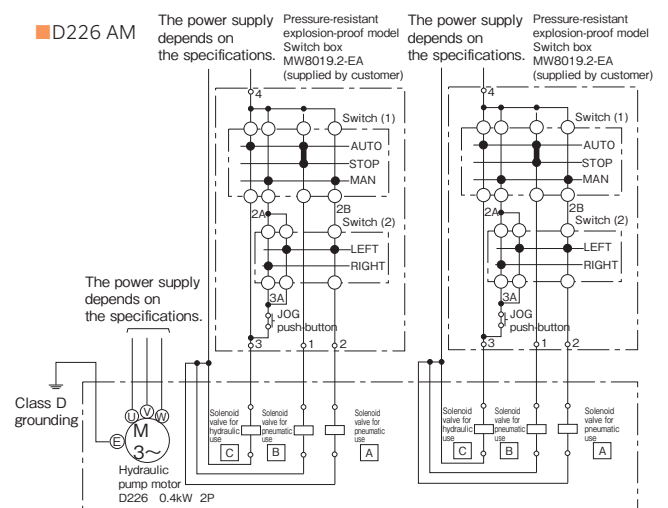 D226 AM
The power supply
depends on
the specifications.
Pressure-resistant
explosion-proof model
Switch box
MW8019.2-EA
(supplied by customer)
4
Switch (1)
AUTO
STOP
MAN
2A
2B
Switch (2)
LEFT
RIGHT
3A
JOG
push-button
3
1
2
The power supply
depends on
the specifications.
Pressure-resistant
explosion-proof model
Switch box
MW8019.2-EA
(supplied by customer)
4
Switch (1)
AUTO
STOP
MAN
2A
2B
Switch (2)
LEFT
RIGHT
3A
JOG
push-button
3
1
2
The power supply
depends on
the specifications.
Class D
grounding
U
V
W
E
M
3~
Hydraulic
pump motor
D226 0.4kW 2P
Solenoid
valve for
hydraulic
use
C
Solenoid
valve for
pneumatic
use
B
Solenoid
valve for
pneumatic
use
A
Solenoid
valve for
hydraulic
use
C
Solenoid
valve for
pneumatic
use
B
Solenoid
valve for
pneumatic
use
A